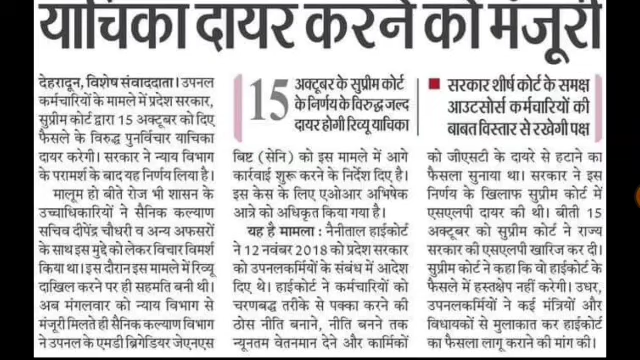 याचिका दायर करने को मंजूरी
15
अक्टूबर के सुप्रीम कोर्ट
के निर्णय के विरुद्ध जल्द
दायर होगी रिव्यू याचिका
■ सरकार शीर्ष कोर्ट के समक्ष
आउटसोर्स कर्मचारियों की
बाबत विस्तार से रखेगी पक्ष
देहरादून, विशेष संवाददाता। उपनल
कर्मचारियों के मामले में प्रदेश सरकार,
सुप्रीम कोर्ट द्वारा 15 अक्टूबर को दिए
फैसले के विरुद्ध पुनर्विचार याचिका
दायर करेगी। सरकार ने न्याय विभाग
के परामर्श के बाद यह निर्णय लिया है।
मालूम हो बीते रोज भी शासन के
उच्चाधिकारियों ने सैनिक कल्याण
सचिव दीपेंद्र चौधरी व अन्य अफसरों
के साथ इस मुद्दे को लेकर विचार विमर्श
किया था। इस दौरान इस मामले में रिव्यू
दाखिल करने पर ही सहमति बनी थी।
अब मंगलवार को न्याय विभाग से
मंजूरी मिलते ही सैनिक कल्याण विभाग
ने उपनल के एमडी ब्रिगेडियर जेएनएस
बिष्ट (सेनि) को इस मामले में आगे
कार्रवाई शुरू करने के निर्देश दिए है।
इस केस के लिए एओआर अभिषेक
आत्रे को अधिकृत किया गया है।
यह है मामला : नैनीताल हाईकोर्ट
ने 12 नवंबर 2018 को प्रदेश सरकार
को उपनलकर्मियों के संबंध में आदेश
दिए थे। हाईकोर्ट ने कर्मचारियों को
चरणबद्ध तरीके से पक्का करने की
ठोस नीति बनाने, नीति बनने तक
न्यूनतम वेतनमान देने और कार्मिकों
को जीएसटी के दायरे से हटाने का
फैसला सुनाया था। सरकार ने इस
निर्णय के खिलाफ सुप्रीम कोर्ट में
एसएलपी दायर की थी। बीती 15
अक्टूबर को सुप्रीम कोर्ट ने राज्य
सरकार की एसएलपी खारिज कर दी।
सुप्रीम कोर्ट ने कहा कि वो हाईकोर्ट के
फैसले में हस्तक्षेप नहीं करेगी। उधर,
उपनलकर्मियों ने कई मंत्रियों और
विधायकों से मुलाकात कर हाईकोर्ट
का फैसला लागू कराने की मांग की।